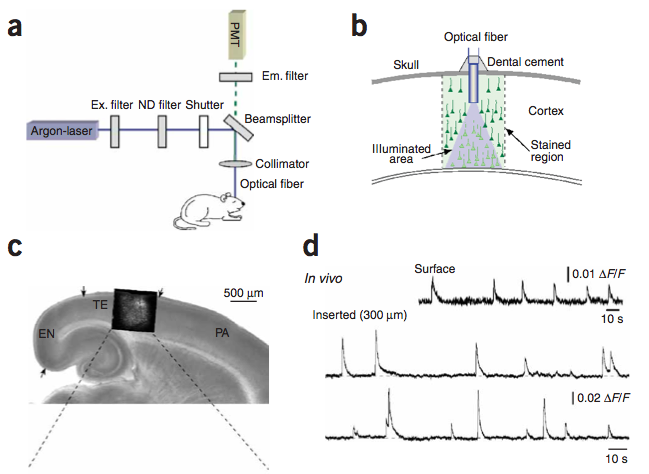 a
PMT
Em. filter
Ex. filter ND filter Shutter
Beamsplitter
Argon-laser
Collimator
Optical fiber
b
Optical fiber
Skull
Dental cement
Cortex
Illuminated
area
Stained
region
c
500 μm
TE
EN
PA
d
In vivo
Surface
0.01 ΔF/F
10 s
Inserted (300 μm)
0.02 ΔF/F
10 s